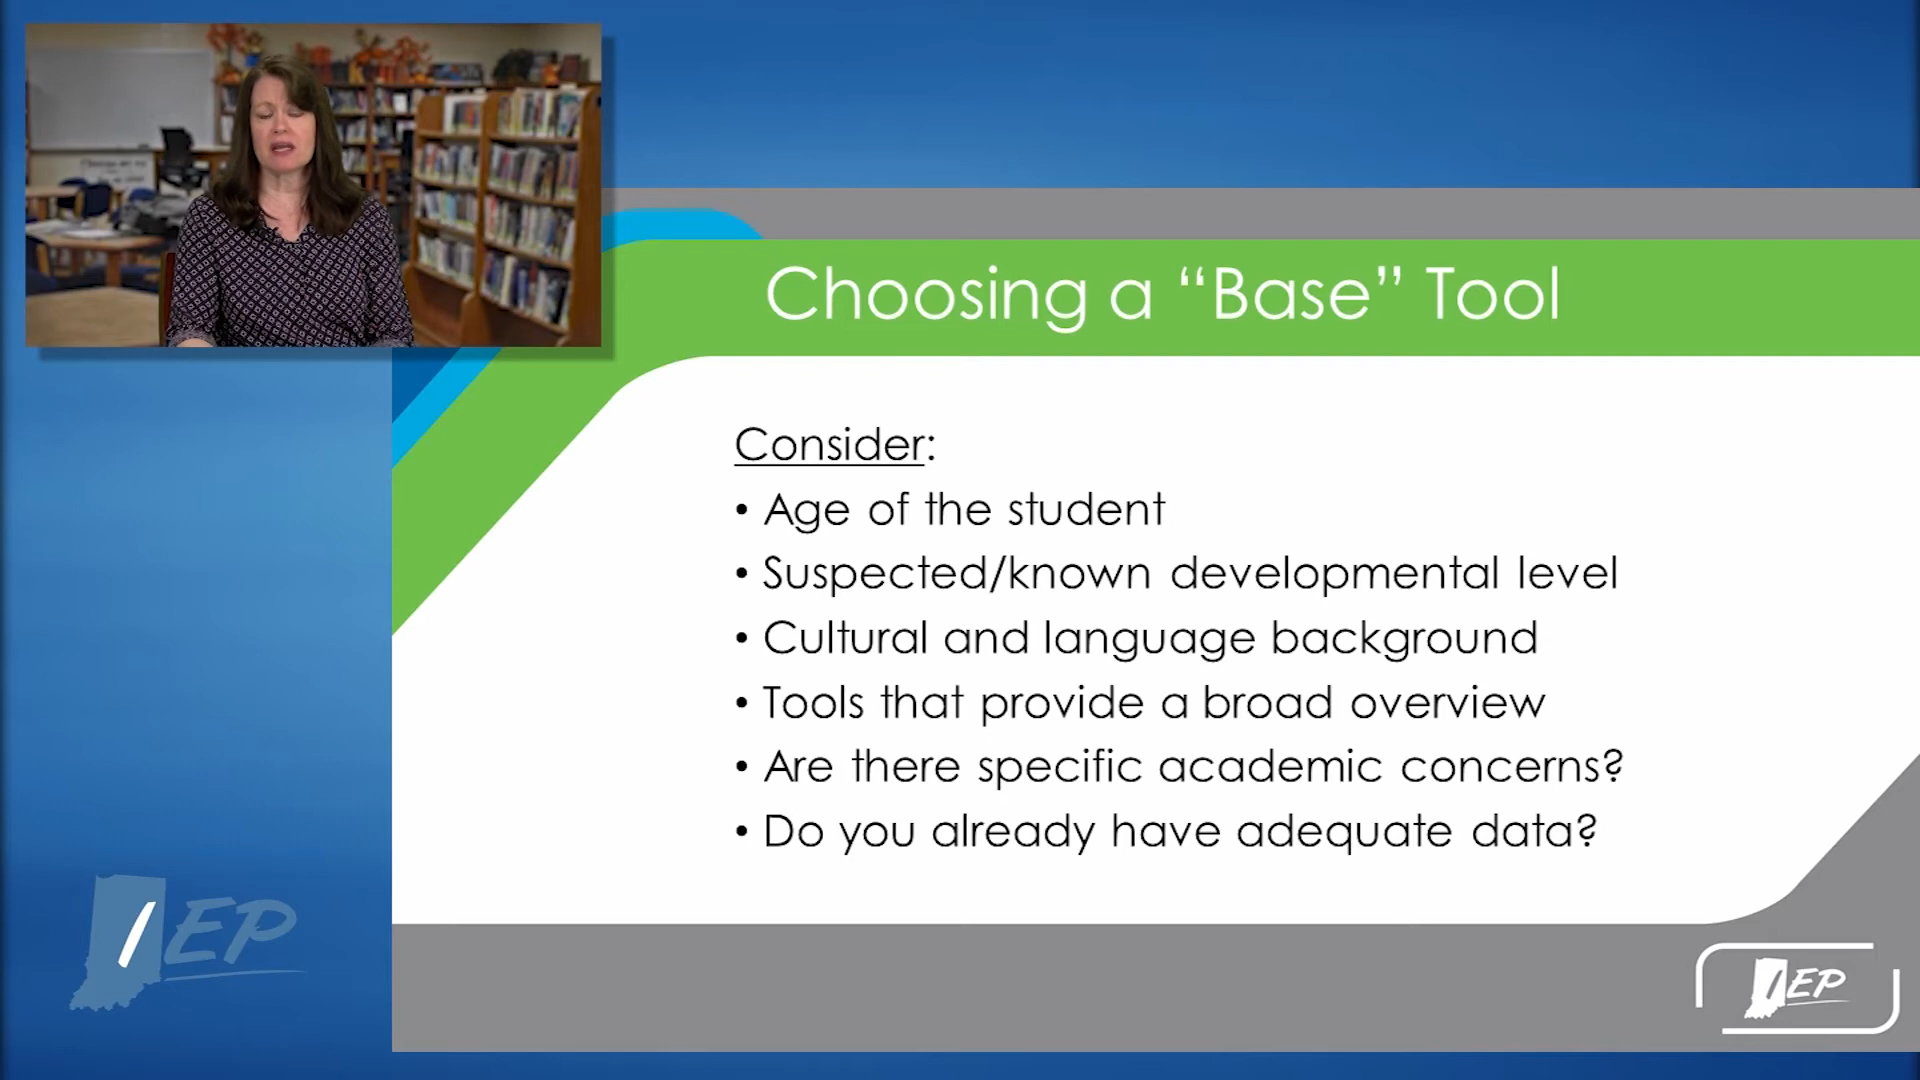 Choosing a “Base” Tool
Consider:
• Age of the student
• Suspected/known developmental level
• Cultural and language background
• Tools that provide a broad overview
• Are there specific academic concerns?
• Do you already have adequate data?
IEP
IEP